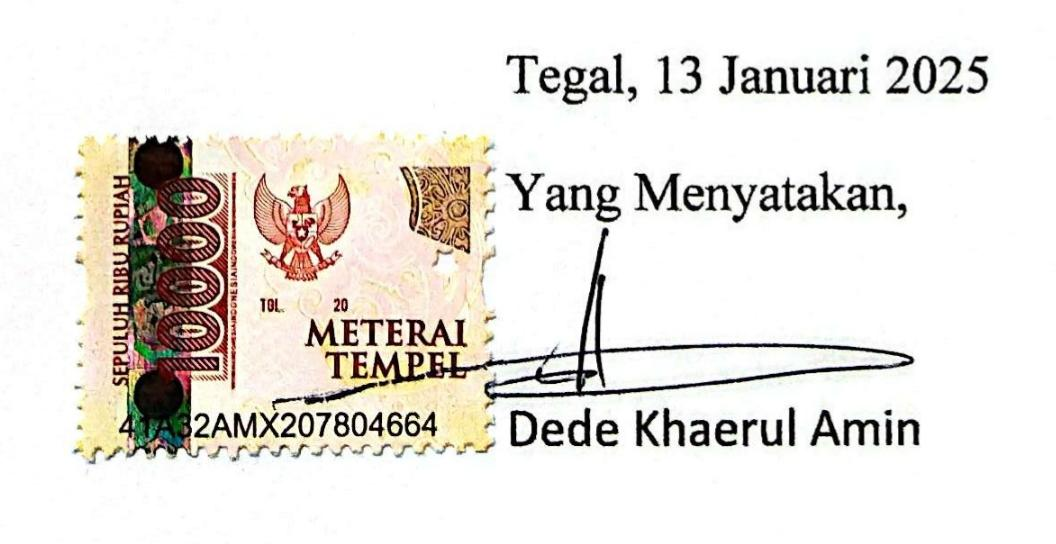 Tegal, 13 Januari 2025
Yang Menyatakan,
SEPULUH RIBU RUPIAH
10000
TGL. 20
METERAI
TEMPEL
41A32AMX207804664
Dede Khaerul Amin